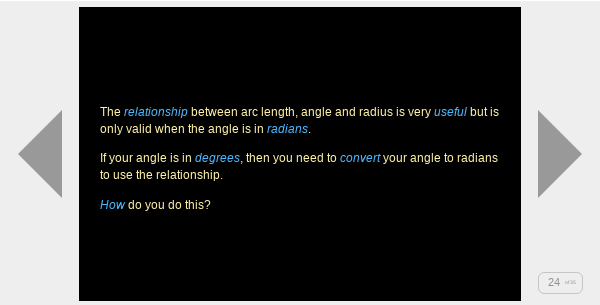 The relationship between arc length, angle and radius is very useful but is
only valid when the angle is in radians.
If your angle is in degrees, then you need to convert your angle to radians
to use the relationship.
How do you do this?
24 of 36